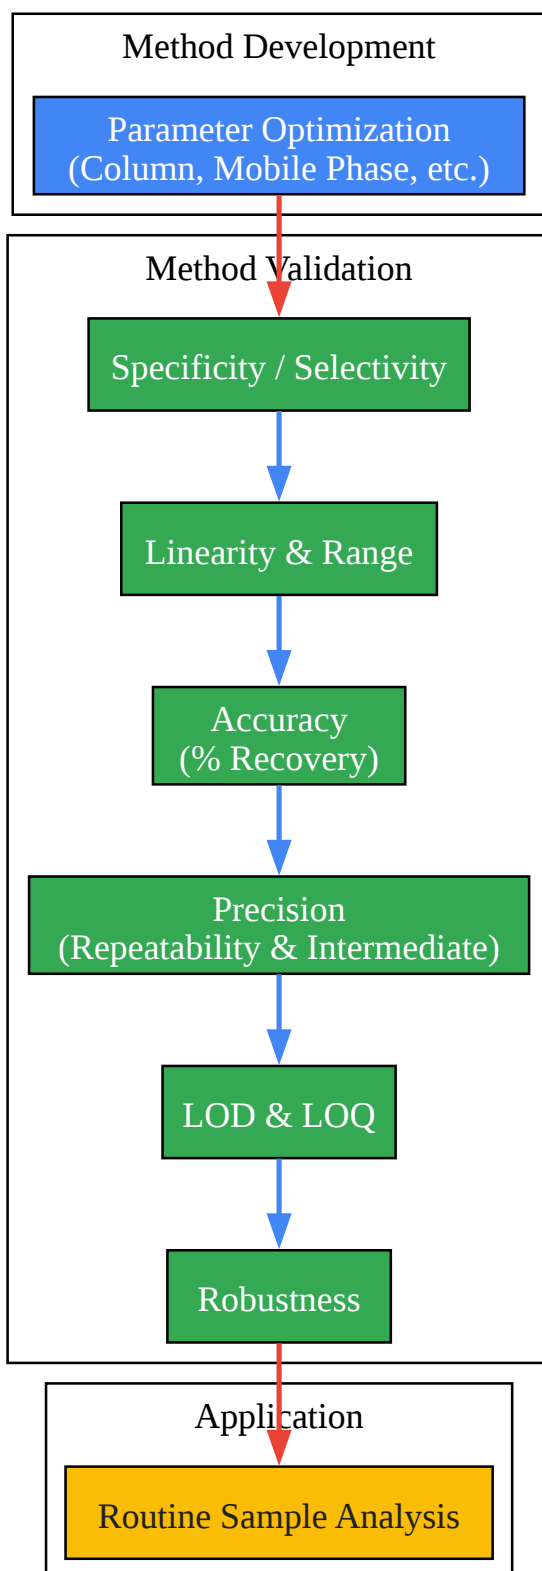 Method Development
Parameter Optimization
(Column, Mobile Phase, etc.)
Method Validation
Specificity / Selectivity
Linearity & Range
Accuracy
(% Recovery)
Precision
(Repeatability & Intermediate)
LOD & LOQ
Robustness
Application
Routine Sample Analysis